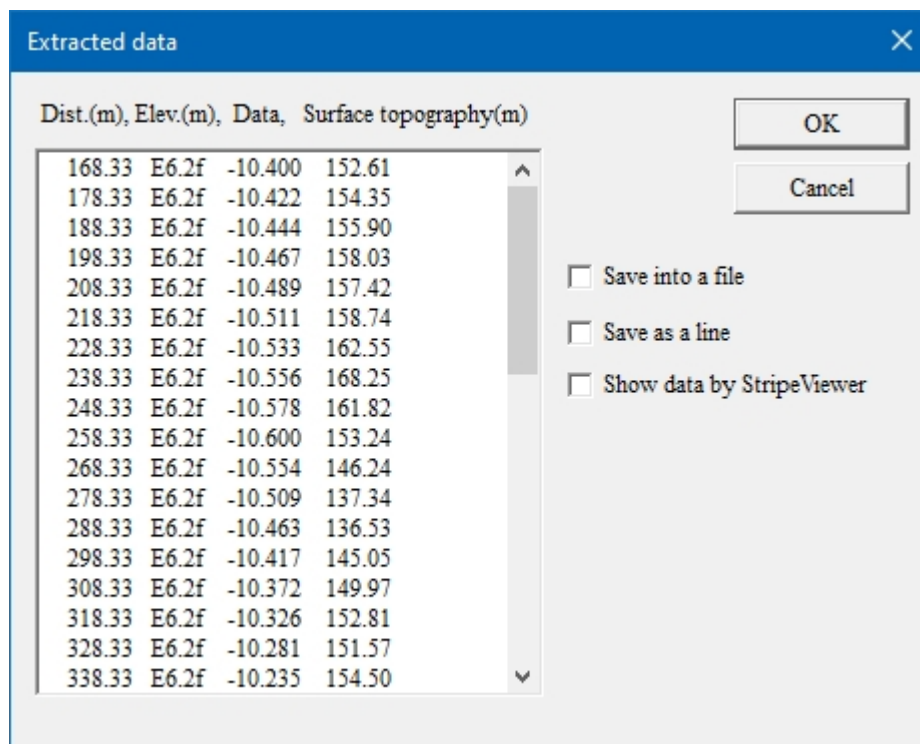 Extracted data
Dist.(m), Elev.(m), Data, Surface topography(m)
168.33 E6.2f -10.400 152.61
178.33 E6.2f -10.422 154.35
188.33 E6.2f -10.444 155.90
198.33 E6.2f -10.467 158.03
208.33 E6.2f -10.489 157.42
218.33 E6.2f -10.511 158.74
228.33 E6.2f -10.533 162.55
238.33 E6.2f -10.556 168.25
248.33 E6.2f -10.578 161.82
258.33 E6.2f -10.600 153.24
268.33 E6.2f -10.554 146.24
278.33 E6.2f -10.509 137.34
288.33 E6.2f -10.463 136.53
298.33 E6.2f -10.417 145.05
308.33 E6.2f -10.372 149.97
318.33 E6.2f -10.326 152.81
328.33 E6.2f -10.281 151.57
338.33 E6.2f -10.235 154.50
OK
Cancel
Save into a file
Save as a line
Show data by StripeViewer